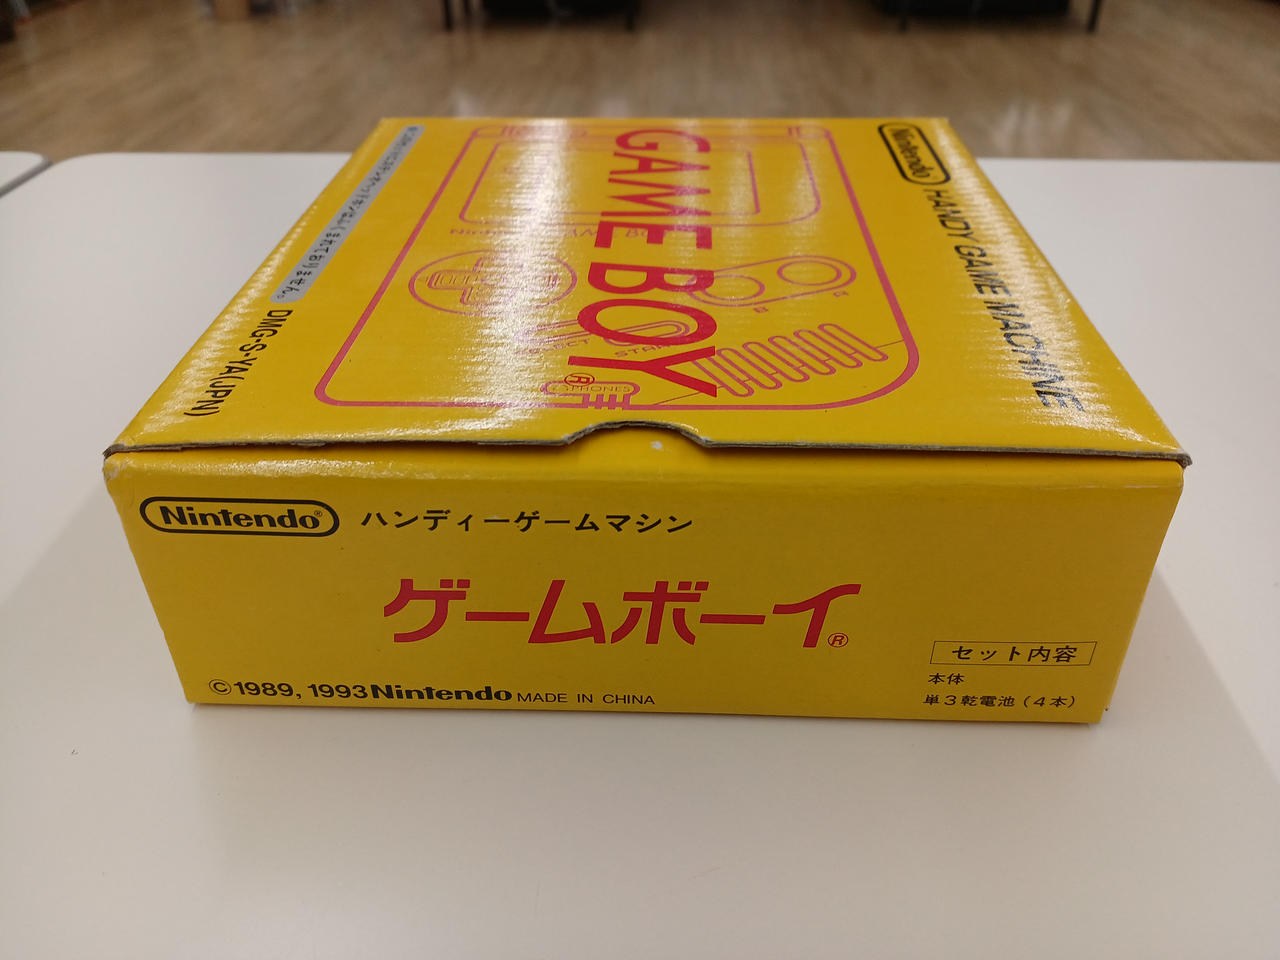 Nintendo
HANDY GAME MACHINE
GAME BOY®
B
A
START
PHONES
DMG-S-YA(JPN)
Nintendo® ハンディーゲームマシン
ゲームボーイ®
セット内容
本体
単3乾電池(4本)
©1989, 1993 Nintendo MADE IN CHINA